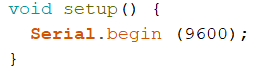 void setup() {
  Serial.begin (9600);
}